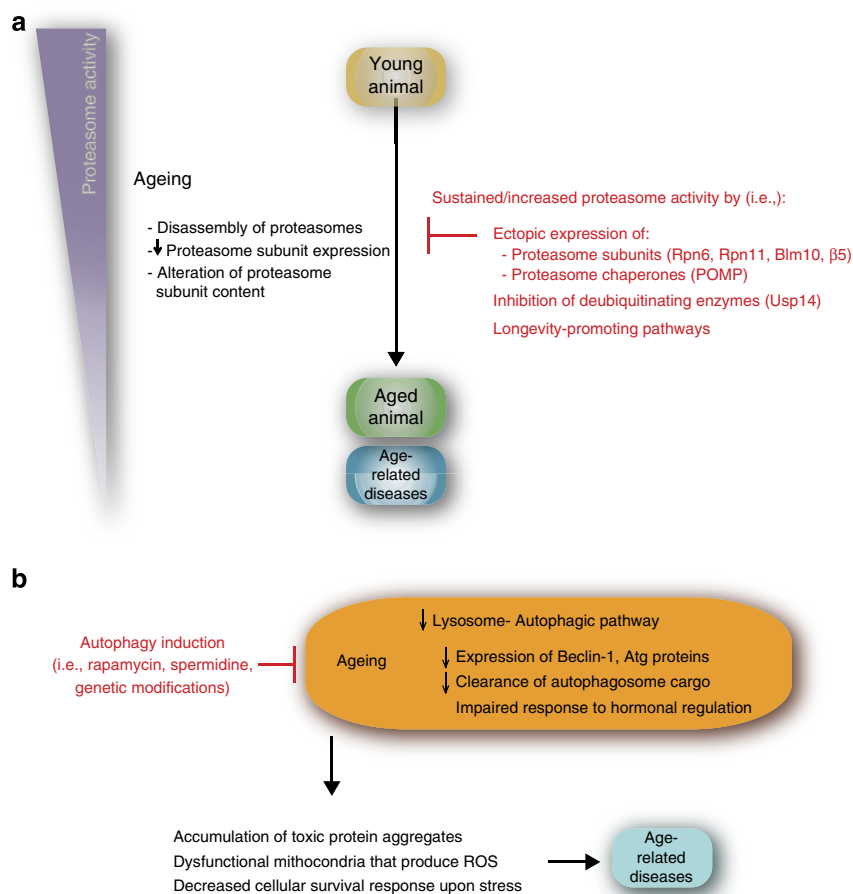 a
Proteasome activity
Young
animal
Ageing
- Disassembly of proteasomes
-↓ Proteasome subunit expression
- Alteration of proteasome
subunit content
Sustained/increased proteasome activity by (i.e.,):
Ectopic expression of:
- Proteasome subunits (Rpn6, Rpn11, Blm10, β5)
- Proteasome chaperones (POMP)
Inhibition of deubiquitinating enzymes (Usp14)
Longevity-promoting pathways
Aged
animal
Age-
related
diseases
b
Autophagy induction
(i.e., rapamycin, spermidine,
genetic modifications)
Ageing
↓ Lysosome- Autophagic pathway
↓ Expression of Beclin-1, Atg proteins
↓ Clearance of autophagosome cargo
Impaired response to hormonal regulation
Accumulation of toxic protein aggregates
Dysfunctional mithocondria that produce ROS
Decreased cellular survival response upon stress
Age-
related
diseases